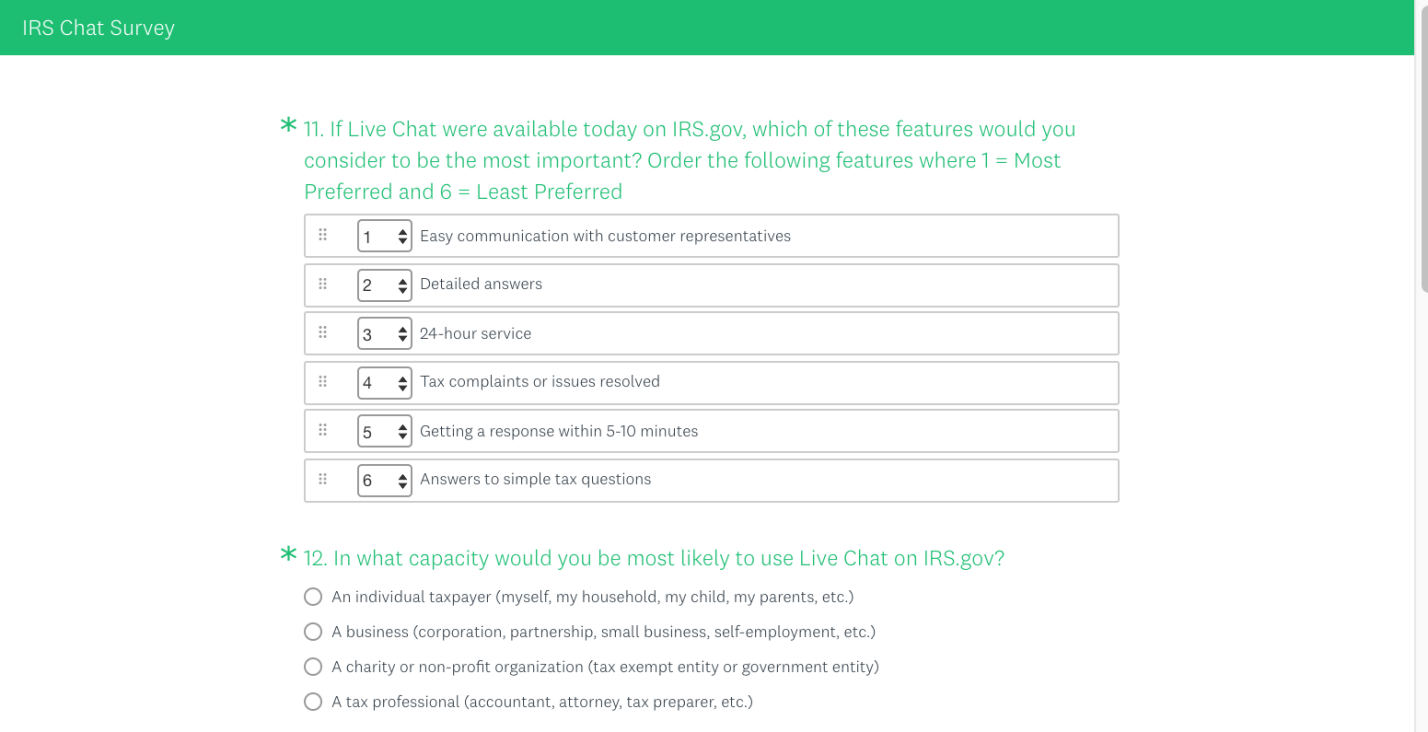 IRS Chat Survey
* 11. If Live Chat were available today on IRS.gov, which of these features would you
consider to be the most important? Order the following features where 1 = Most
Preferred and 6 = Least Preferred
1 Easy communication with customer representatives
2 Detailed answers
3 24-hour service
4 Tax complaints or issues resolved
5 Getting a response within 5-10 minutes
6 Answers to simple tax questions
* 12. In what capacity would you be most likely to use Live Chat on IRS.gov?
An individual taxpayer (myself, my household, my child, my parents, etc.)
A business (corporation, partnership, small business, self-employment, etc.)
A charity or non-profit organization (tax exempt entity or government entity)
A tax professional (accountant, attorney, tax preparer, etc.)